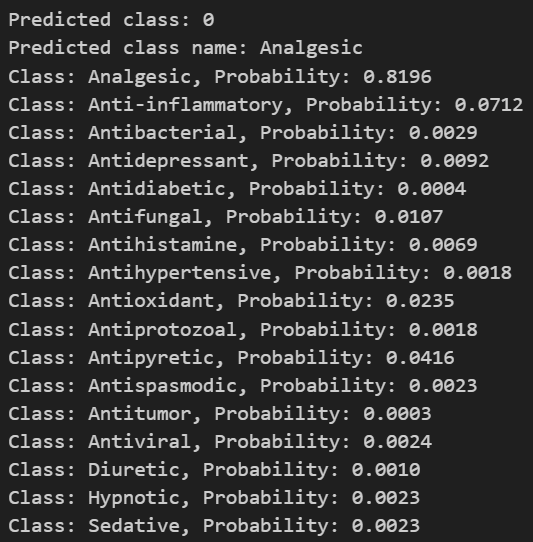 Predicted class: 0
Predicted class name: Analgesic
Class: Analgesic, Probability: 0.8196
Class: Anti-inflammatory, Probability: 0.0712
Class: Antibacterial, Probability: 0.0029
Class: Antidepressant, Probability: 0.0092
Class: Antidiabetic, Probability: 0.0004
Class: Antifungal, Probability: 0.0107
Class: Antihistamine, Probability: 0.0069
Class: Antihypertensive, Probability: 0.0018
Class: Antioxidant, Probability: 0.0235
Class: Antiprotozoal, Probability: 0.0018
Class: Antipyretic, Probability: 0.0416
Class: Antispasmodic, Probability: 0.0023
Class: Antitumor, Probability: 0.0003
Class: Antiviral, Probability: 0.0024
Class: Diuretic, Probability: 0.0010
Class: Hypnotic, Probability: 0.0023
Class: Sedative, Probability: 0.0023